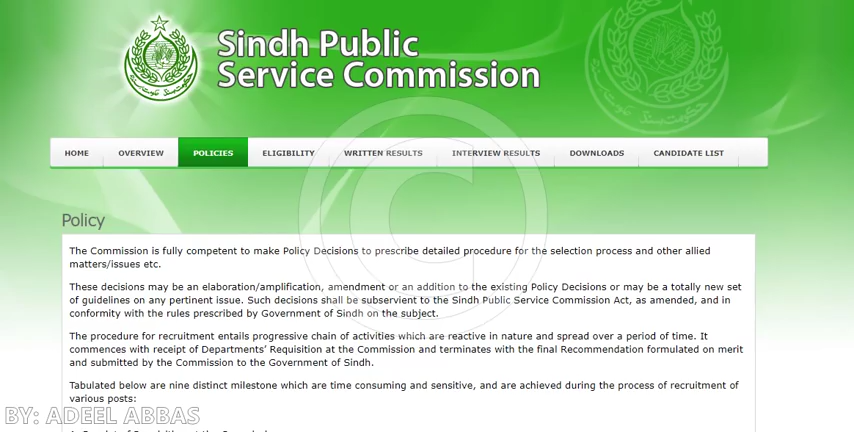 Sindh Public
Service Commission
HOME OVERVIEW POLICIES ELIGIBILITY WRITTEN RESULTS INTERVIEW RESULTS DOWNLOADS CANDIDATE LIST
Policy
The Commission is fully competent to make Policy Decisions to prescribe detailed procedure for the selection process and other allied
matters/issues etc.
These decisions may be an elaboration/amplification, amendment or an addition to the existing Policy Decisions or may be a totally new set
of guidelines on any pertinent issue. Such decisions shall be subservient to the Sindh Public Service Commission Act, as amended, and in
conformity with the rules prescribed by Government of Sindh on the subject.
The procedure for recruitment entails progressive chain of activities which are reactive in nature and spread over a period of time. It
commences with receipt of Departments' Requisition at the Commission and terminates with the final Recommendation formulated on merit
and submitted by the Commission to the Government of Sindh.
Tabulated below are nine distinct milestone which are time consuming and sensitive, and are achieved during the process of recruitment of
various posts:
BY: ADEEL ABBAS